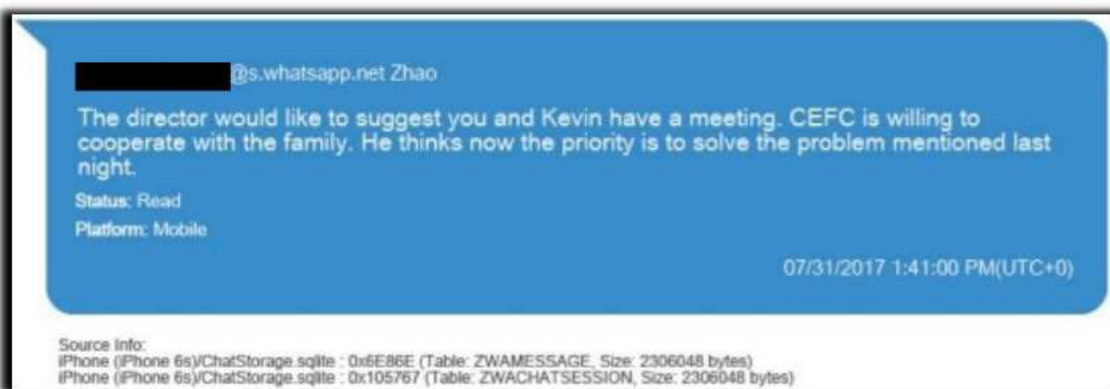 @s.whatsapp.net Zhao
The director would like to suggest you and Kevin have a meeting. CEFC is willing to
cooperate with the family. He thinks now the priority is to solve the problem mentioned last
night.
Status: Read
Platform: Mobile
07/31/2017 1:41:00 PM(UTC+0)
Source Info:
iPhone (iPhone 6s)/ChatStorage.sqlite : 0x6E86E (Table: ZWAMESSAGE, Size: 2306048 bytes)
iPhone (iPhone 6s)/ChatStorage.sqlite : 0x105767 (Table: ZWACHATSESSION, Size: 2306048 bytes)